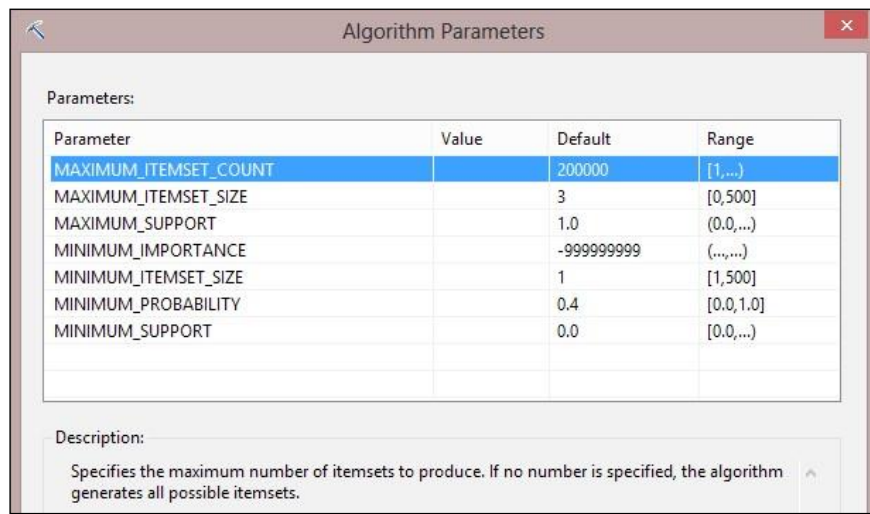 Algorithm Parameters
Parameters:
Parameter Value Default Range
MAXIMUM_ITEMSET_COUNT 200000 [1,...)
MAXIMUM_ITEMSET_SIZE 3 [0,500]
MAXIMUM_SUPPORT 1.0 (0.0,...)
MINIMUM_IMPORTANCE -999999999 (...,...)
MINIMUM_ITEMSET_SIZE 1 [1,500]
MINIMUM_PROBABILITY 0.4 [0.0,1.0]
MINIMUM_SUPPORT 0.0 [0.0,...)
Description:
Specifies the maximum number of itemsets to produce. If no number is specified, the algorithm
generates all possible itemsets.